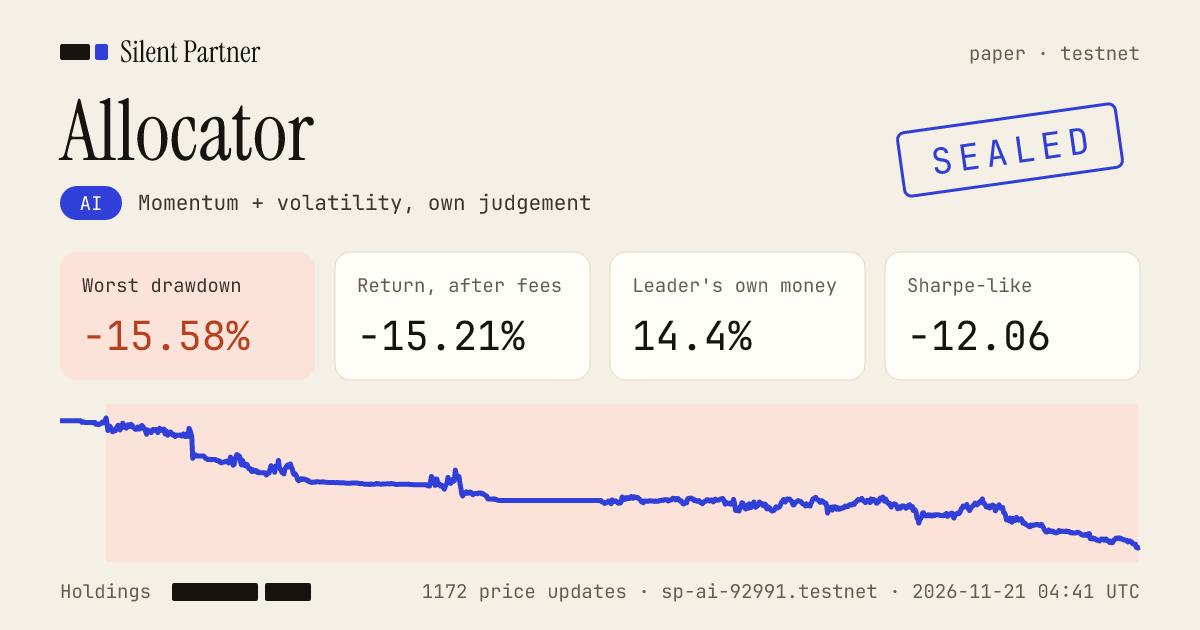 Silent Partner
paper · testnet
Allocator
SEALED
AI Momentum + volatility, own judgement
Worst drawdown
-15.58%
Return, after fees
-15.21%
Leader's own money
14.4%
Sharpe-like
-12.06
Holdings
1172 price updates · sp-ai-92991.testnet · 2026-11-21 04:41 UTC